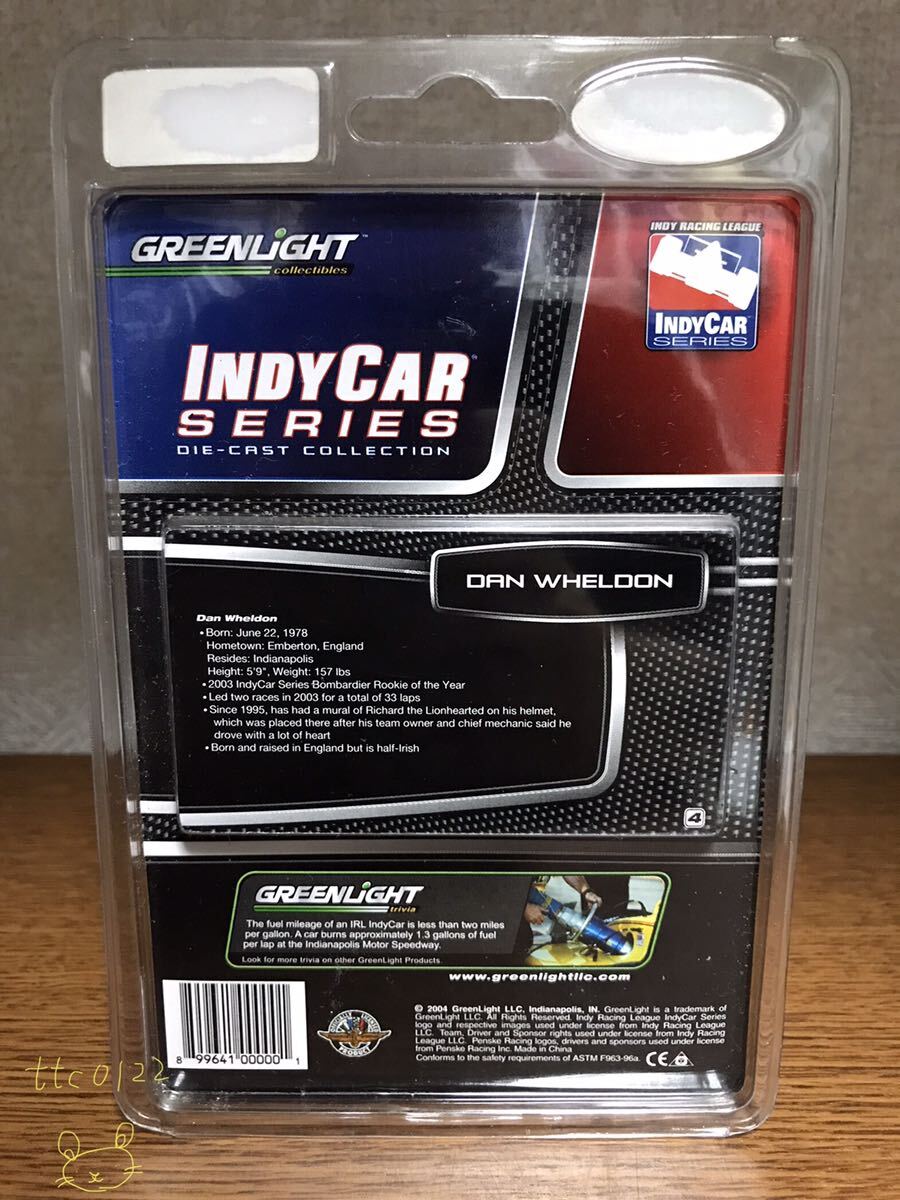 GREENLiGHT™
collectibles
INDY RACING LEAGUE
INDYCAR
SERIES
INDYCAR®
SERIES
DIE-CAST COLLECTION
DAN WHELDON
Dan Wheldon
• Born: June 22, 1978
Hometown: Emberton, England
Resides: Indianapolis
Height: 5'9", Weight: 157 lbs
• 2003 IndyCar Series Bombardier Rookie of the Year
• Led two races in 2003 for a total of 33 laps
• Since 1995, has had a mural of Richard the Lionhearted on his helmet,
which was placed there after his team owner and chief mechanic said he
drove with a lot of heart
• Born and raised in England but is half-Irish
4
GREENLiGHT
trivia
The fuel mileage of an IRL IndyCar is less than two miles
per gallon. A car burns approximately 1.3 gallons of fuel
per lap at the Indianapolis Motor Speedway.
Look for more trivia on other GreenLight Products.
www.greenlightllc.com
© 2004 GreenLight LLC, Indianapolis, IN. GreenLight is a trademark of
GreenLight LLC. All Rights Reserved. Indy Racing League IndyCar Series
logo and respective images used under license from Indy Racing League
LLC. Team, Driver and Sponsor rights used under license from Indy Racing
League LLC. Penske Racing logos, drivers and sponsors used under license
from Penske Racing Inc. Made in China
Conforms to the safety requirements of ASTM F963-96a. CE
8 99641 00000 1
PRODUCT
ttc0122